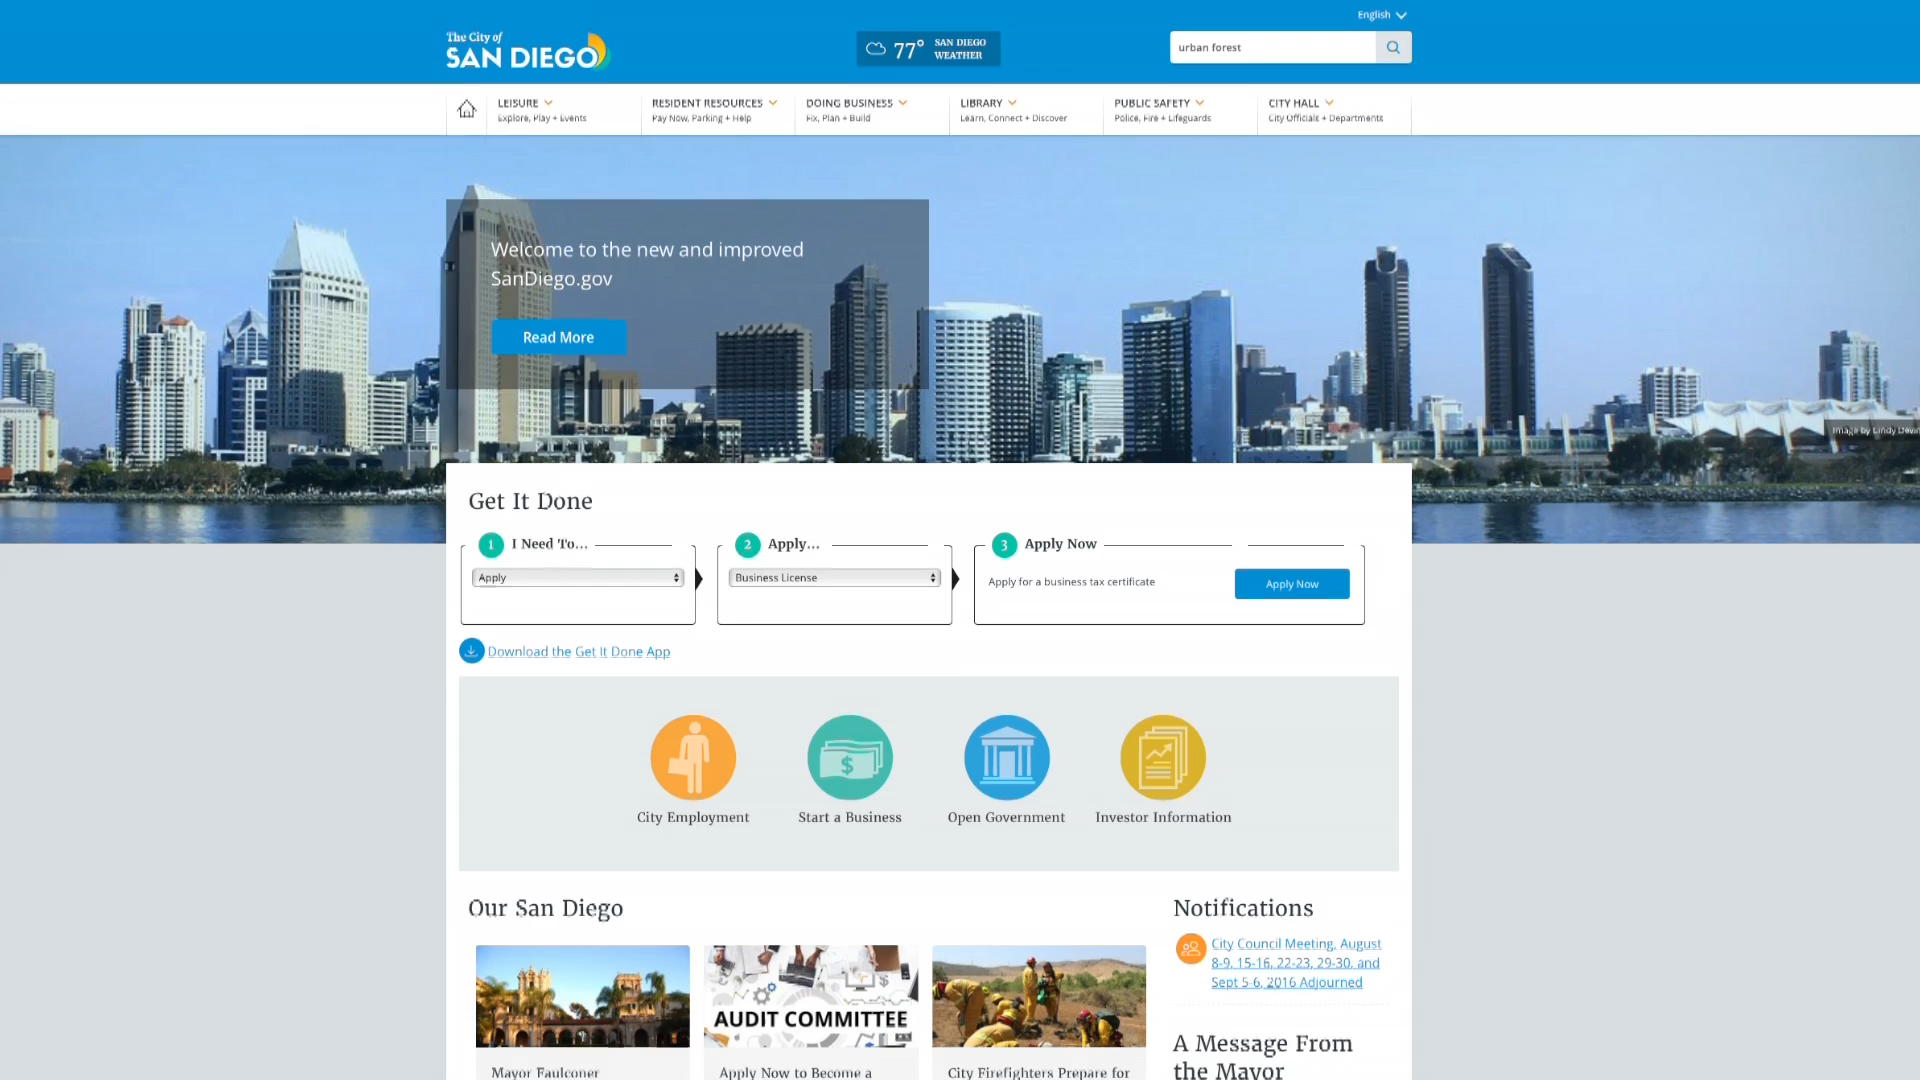 English
The City of
SAN DIEGO
77°
SAN DIEGO
WEATHER
urban forest
LEISURE
Explore, Play + Events
RESIDENT RESOURCES
Pay Now, Parking + Help
DOING BUSINESS
Fix, Plan + Build
LIBRARY
Learn, Connect + Discover
PUBLIC SAFETY
Police, Fire + Lifeguards
CITY HALL
City Officials + Departments
Welcome to the new and improved
SanDiego.gov
Read More
Image by Lindy
Get It Done
1 I Need To...
Apply
2 Apply...
Business License
3 Apply Now
Apply for a business tax certificate
Apply Now
Download the Get It Done App
$
City Employment
Start a Business
Open Government
Investor Information
Our San Diego
AUDIT COMMITTEE
Mayor Faulconer
Apply Now to Become a
City Firefighters Prepare for
Notifications
City Council Meeting, August
8-9, 15-16, 22-23, 29-30, and
Sept 5-6, 2016 Adjourned
A Message From
the Mayor